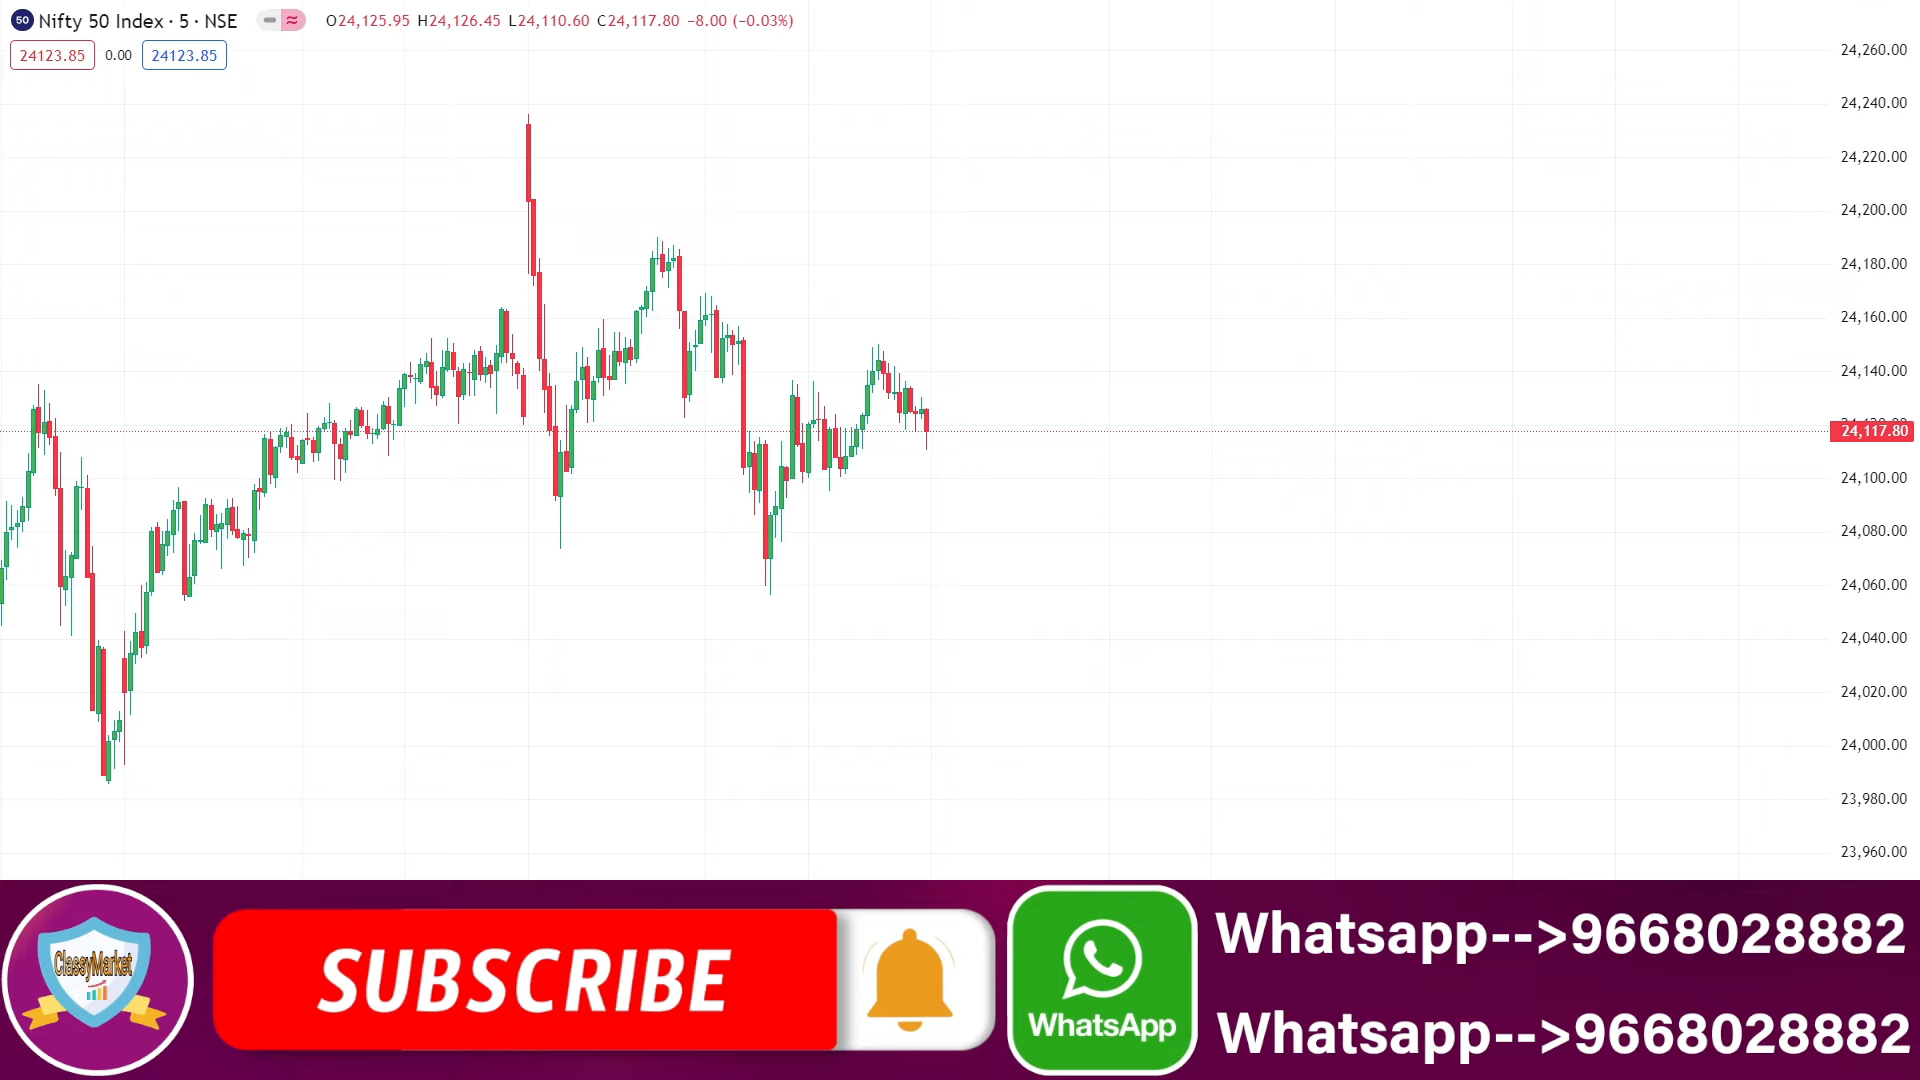 50 Nifty 50 Index · 5 · NSE O24,125.95 H24,126.45 L24,110.60 C24,117.80 −8.00 (−0.03%)
24123.85 0.00 24123.85
24,260.00
24,240.00
24,220.00
24,200.00
24,180.00
24,160.00
24,140.00
24,117.80
24,100.00
24,080.00
24,060.00
24,040.00
24,020.00
24,000.00
23,980.00
23,960.00
ClassyMarket
SUBSCRIBE
WhatsApp
Whatsapp-->9668028882
Whatsapp-->9668028882